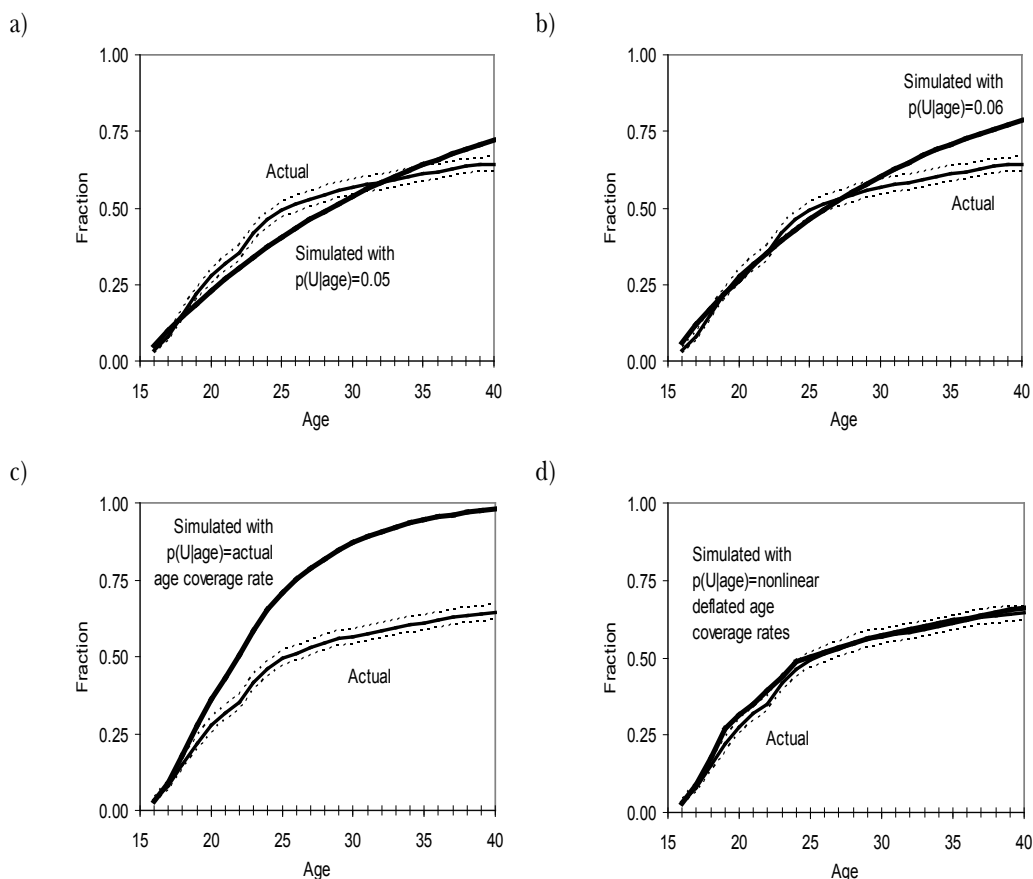 a)
1.00
0.75
0.50
0.25
0.00
Fraction
Actual
Simulated with
p(U|age)=0.05
15 20 25 30 35 40
Age
b)
1.00
0.75
0.50
0.25
0.00
Fraction
Simulated with
p(U|age)=0.06
Actual
15 20 25 30 35 40
Age
c)
1.00
0.75
0.50
0.25
0.00
Fraction
Simulated with
p(U|age)=actual
age coverage rate
Actual
15 20 25 30 35 40
Age
d)
1.00
0.75
0.50
0.25
0.00
Fraction
Simulated with
p(U|age)=nonlinear
deflated age
coverage rates
Actual
15 20 25 30 35 40
Age